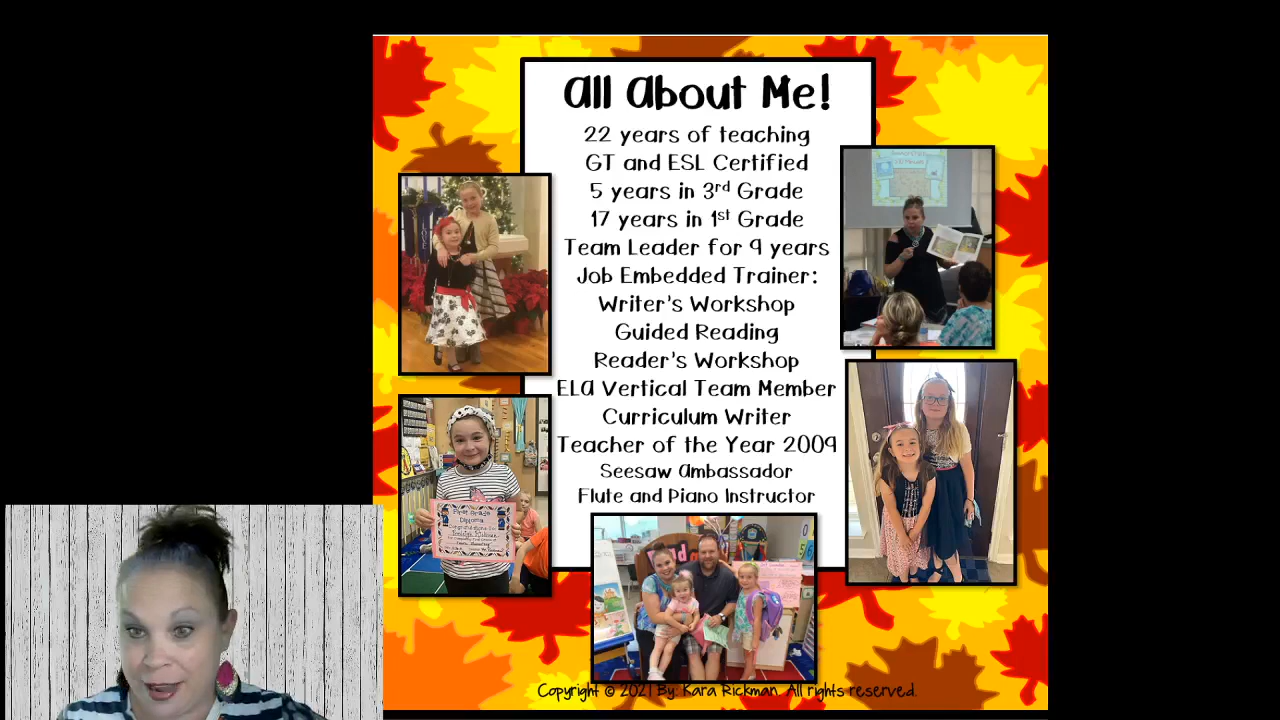 All About Me!
22 years of teaching
GT and ESL Certified
5 years in 3rd Grade
17 years in 1st Grade
Team Leader for 9 years
Job Embedded Trainer:
Writer's Workshop
Guided Reading
Reader's Workshop
ELA Vertical Team Member
Curriculum Writer
Teacher of the Year 2009
Seesaw Ambassador
Flute and Piano Instructor
First Grade
Diploma
Copyright © 2021 By: Kara Rickman All rights reserved.